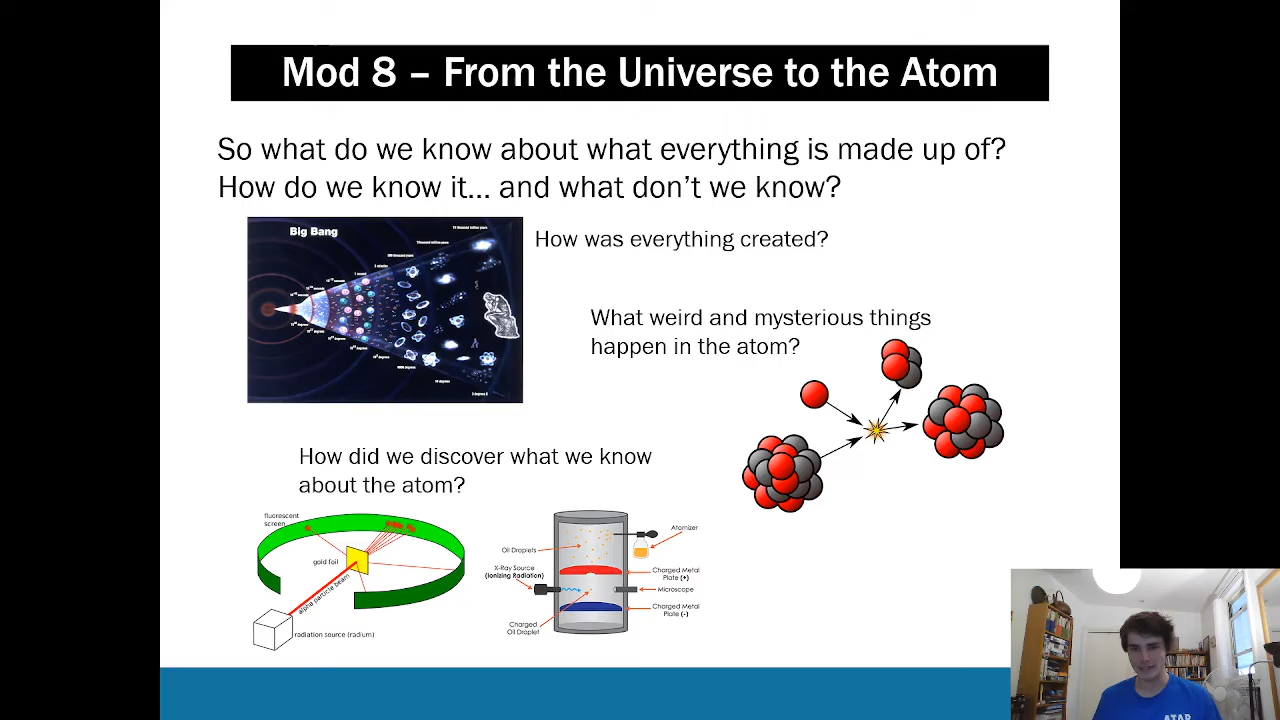 Mod 8 – From the Universe to the Atom
So what do we know about what everything is made up of?
How do we know it... and what don't we know?
Big Bang
How was everything created?
What weird and mysterious things
happen in the atom?
How did we discover what we know
about the atom?
fluorescent
screen
gold foil
alpha particle beam
radiation source (radium)
Atomizer
Oil Droplets
X-Ray Source
(Ionizing Radiation)
Charged Metal
Plate (+)
Microscope
Charged Metal
Plate (-)
Charged
Oil Droplet
ATAR